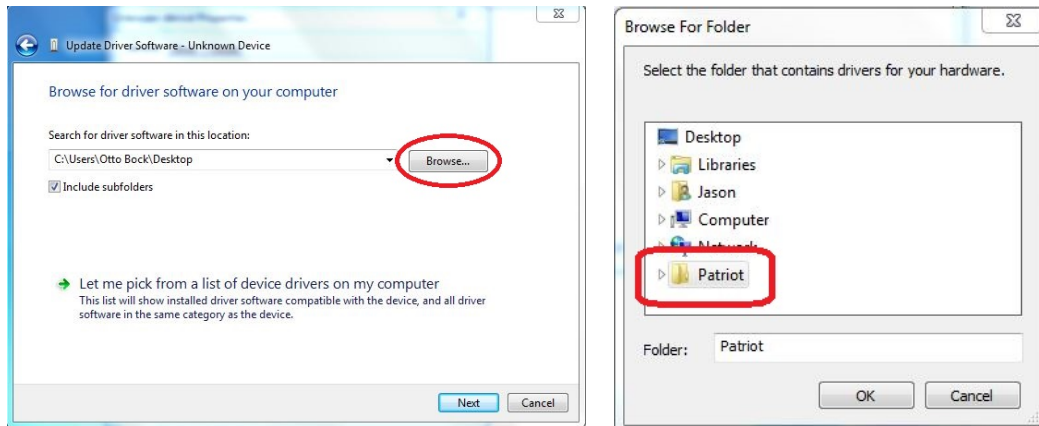 Update Driver Software - Unknown Device
Browse for driver software on your computer
Search for driver software in this location:
C:\Users\Otto Bock\Desktop
Browse...
Include subfolders
Let me pick from a list of device drivers on my computer
This list will show installed driver software compatible with the device, and all driver
software in the same category as the device.
Next
Cancel
Browse For Folder
Select the folder that contains drivers for your hardware.
Desktop
Libraries
Jason
Computer
Network
Patriot
Folder:
Patriot
OK
Cancel